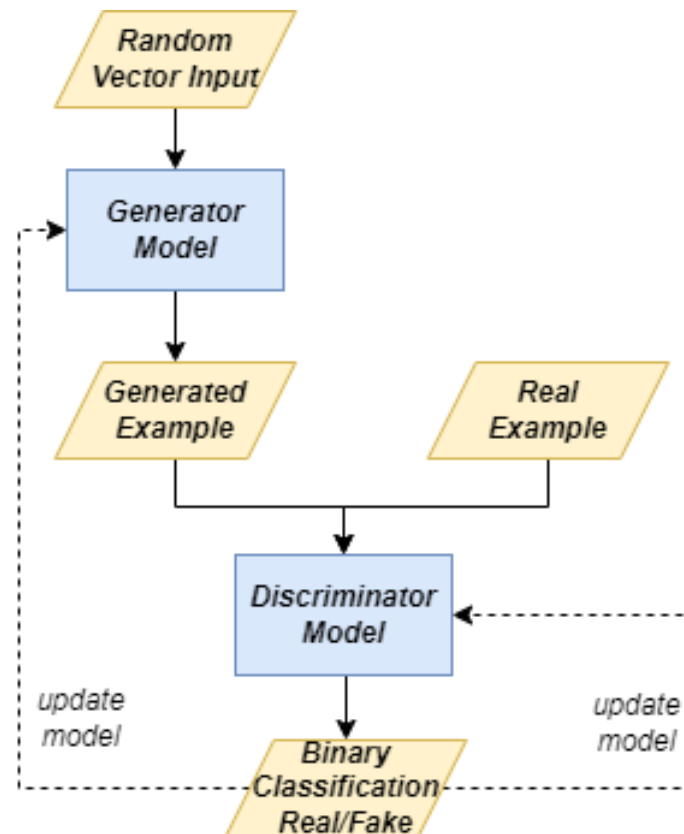 Random
Vector Input
Generator
Model
Generated
Example
Real
Example
Discriminator
Model
update
model
update
model
Binary
Classification
Real/Fake